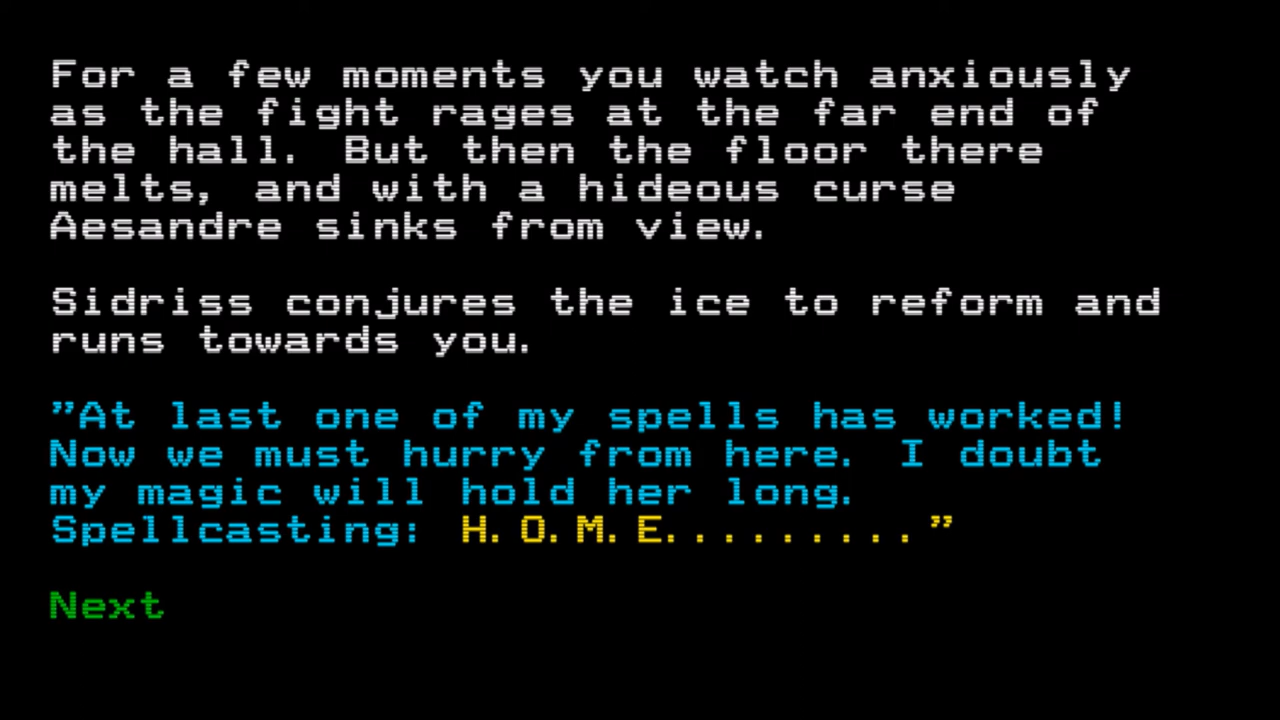 For a few moments you watch anxiously
as the fight rages at the far end of
the hall. But then the floor there
melts, and with a hideous curse
Aesandre sinks from view.
Sidriss conjures the ice to reform and
runs towards you.
"At last one of my spells has worked!
Now we must hurry from here. I doubt
my magic will hold her long.
Spellcasting: H.O.M.E........."
Next